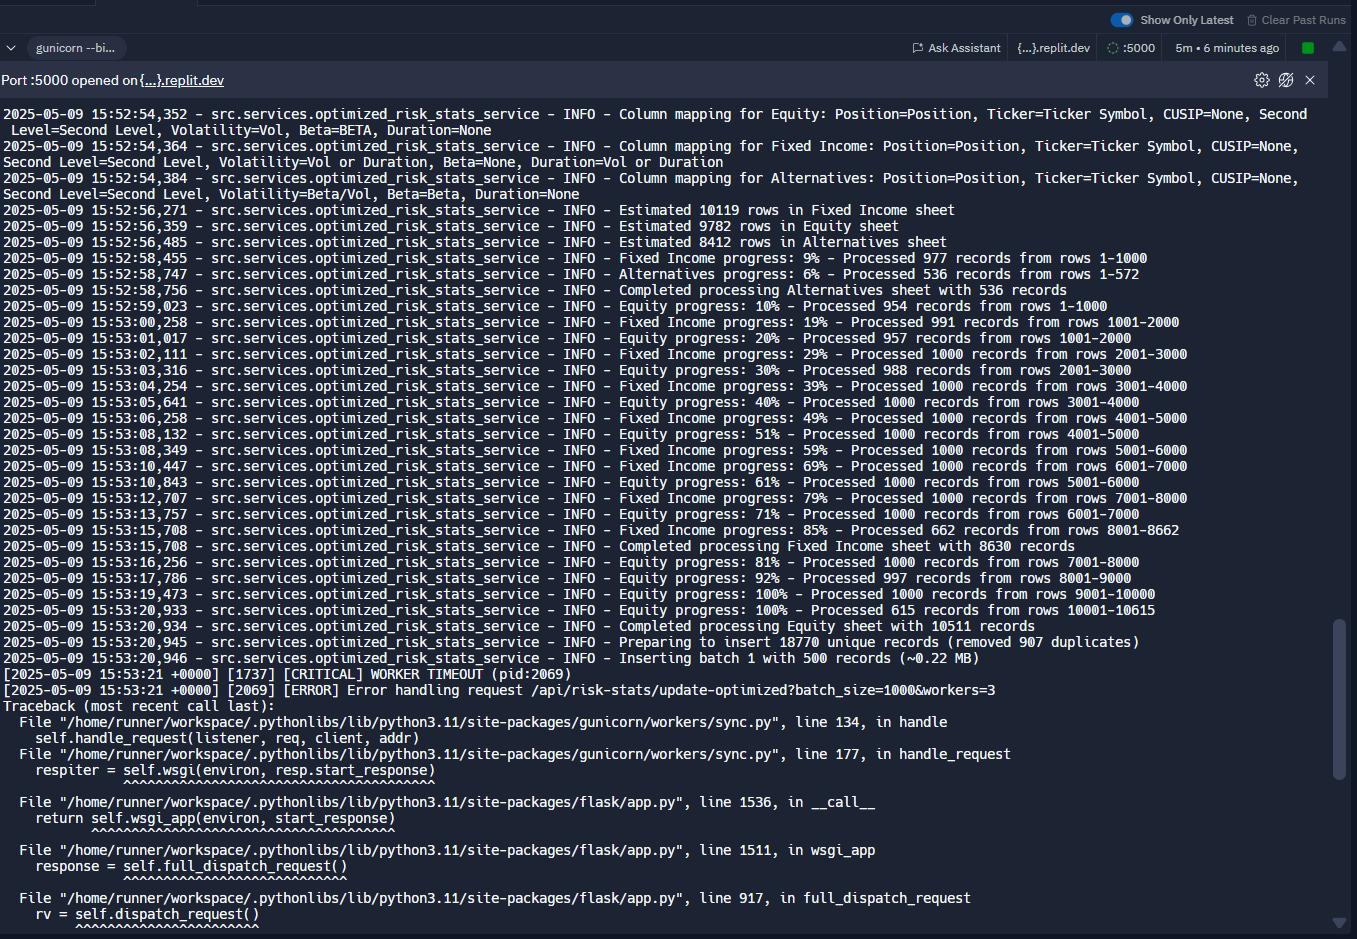 Show Only Latest Clear Past Runs
gunicorn --bi... Ask Assistant {...}.replit.dev :5000 5m • 6 minutes ago
Port :5000 opened on {...}.replit.dev
2025-05-09 15:52:54,352 - src.services.optimized_risk_stats_service - INFO - Column mapping for Equity: Position=Position, Ticker=Ticker Symbol, CUSIP=None, Second
Level=Second Level, Volatility=Vol, Beta=BETA, Duration=None
2025-05-09 15:52:54,364 - src.services.optimized_risk_stats_service - INFO - Column mapping for Fixed Income: Position=Position, Ticker=Ticker Symbol, CUSIP=None,
Second Level=Second Level, Volatility=Vol or Duration, Beta=None, Duration=Vol or Duration
2025-05-09 15:52:54,384 - src.services.optimized_risk_stats_service - INFO - Column mapping for Alternatives: Position=Position, Ticker=Ticker Symbol, CUSIP=None,
Second Level=Second Level, Volatility=Beta/Vol, Beta=Beta, Duration=None
2025-05-09 15:52:56,271 - src.services.optimized_risk_stats_service - INFO - Estimated 10119 rows in Fixed Income sheet
2025-05-09 15:52:56,359 - src.services.optimized_risk_stats_service - INFO - Estimated 9782 rows in Equity sheet
2025-05-09 15:52:56,485 - src.services.optimized_risk_stats_service - INFO - Estimated 8412 rows in Alternatives sheet
2025-05-09 15:52:58,455 - src.services.optimized_risk_stats_service - INFO - Fixed Income progress: 9% - Processed 977 records from rows 1-1000
2025-05-09 15:52:58,747 - src.services.optimized_risk_stats_service - INFO - Alternatives progress: 6% - Processed 536 records from rows 1-572
2025-05-09 15:52:58,756 - src.services.optimized_risk_stats_service - INFO - Completed processing Alternatives sheet with 536 records
2025-05-09 15:52:59,023 - src.services.optimized_risk_stats_service - INFO - Equity progress: 10% - Processed 954 records from rows 1-1000
2025-05-09 15:53:00,258 - src.services.optimized_risk_stats_service - INFO - Fixed Income progress: 19% - Processed 991 records from rows 1001-2000
2025-05-09 15:53:01,017 - src.services.optimized_risk_stats_service - INFO - Equity progress: 20% - Processed 957 records from rows 1001-2000
2025-05-09 15:53:02,111 - src.services.optimized_risk_stats_service - INFO - Fixed Income progress: 29% - Processed 1000 records from rows 2001-3000
2025-05-09 15:53:03,316 - src.services.optimized_risk_stats_service - INFO - Equity progress: 30% - Processed 988 records from rows 2001-3000
2025-05-09 15:53:04,254 - src.services.optimized_risk_stats_service - INFO - Fixed Income progress: 39% - Processed 1000 records from rows 3001-4000
2025-05-09 15:53:05,641 - src.services.optimized_risk_stats_service - INFO - Equity progress: 40% - Processed 1000 records from rows 3001-4000
2025-05-09 15:53:06,258 - src.services.optimized_risk_stats_service - INFO - Fixed Income progress: 49% - Processed 1000 records from rows 4001-5000
2025-05-09 15:53:08,132 - src.services.optimized_risk_stats_service - INFO - Equity progress: 51% - Processed 1000 records from rows 4001-5000
2025-05-09 15:53:08,349 - src.services.optimized_risk_stats_service - INFO - Fixed Income progress: 59% - Processed 1000 records from rows 5001-6000
2025-05-09 15:53:10,447 - src.services.optimized_risk_stats_service - INFO - Fixed Income progress: 69% - Processed 1000 records from rows 6001-7000
2025-05-09 15:53:10,843 - src.services.optimized_risk_stats_service - INFO - Equity progress: 61% - Processed 1000 records from rows 5001-6000
2025-05-09 15:53:12,707 - src.services.optimized_risk_stats_service - INFO - Fixed Income progress: 79% - Processed 1000 records from rows 7001-8000
2025-05-09 15:53:13,757 - src.services.optimized_risk_stats_service - INFO - Equity progress: 71% - Processed 1000 records from rows 6001-7000
2025-05-09 15:53:15,708 - src.services.optimized_risk_stats_service - INFO - Fixed Income progress: 85% - Processed 662 records from rows 8001-8662
2025-05-09 15:53:15,708 - src.services.optimized_risk_stats_service - INFO - Completed processing Fixed Income sheet with 8630 records
2025-05-09 15:53:16,256 - src.services.optimized_risk_stats_service - INFO - Equity progress: 81% - Processed 1000 records from rows 7001-8000
2025-05-09 15:53:17,786 - src.services.optimized_risk_stats_service - INFO - Equity progress: 92% - Processed 997 records from rows 8001-9000
2025-05-09 15:53:19,473 - src.services.optimized_risk_stats_service - INFO - Equity progress: 100% - Processed 1000 records from rows 9001-10000
2025-05-09 15:53:20,933 - src.services.optimized_risk_stats_service - INFO - Equity progress: 100% - Processed 615 records from rows 10001-10615
2025-05-09 15:53:20,934 - src.services.optimized_risk_stats_service - INFO - Completed processing Equity sheet with 10511 records
2025-05-09 15:53:20,945 - src.services.optimized_risk_stats_service - INFO - Preparing to insert 18770 unique records (removed 907 duplicates)
2025-05-09 15:53:20,946 - src.services.optimized_risk_stats_service - INFO - Inserting batch 1 with 500 records (~0.22 MB)
[2025-05-09 15:53:21 +0000] [1737] [CRITICAL] WORKER TIMEOUT (pid:2069)
[2025-05-09 15:53:21 +0000] [2069] [ERROR] Error handling request /api/risk-stats/update-optimized?batch_size=1000&workers=3
Traceback (most recent call last):
File "/home/runner/workspace/.pythonlibs/lib/python3.11/site-packages/gunicorn/workers/sync.py", line 134, in handle
self.handle_request(listener, req, client, addr)
File "/home/runner/workspace/.pythonlibs/lib/python3.11/site-packages/gunicorn/workers/sync.py", line 177, in handle_request
respiter = self.wsgi(environ, resp.start_response)
^^^^^^^^^^^^^^^^^^^^^^^^^^^^^^^^^^^^^^^
File "/home/runner/workspace/.pythonlibs/lib/python3.11/site-packages/flask/app.py", line 1536, in __call__
return self.wsgi_app(environ, start_response)
^^^^^^^^^^^^^^^^^^^^^^^^^^^^^^^^^^^^^^
File "/home/runner/workspace/.pythonlibs/lib/python3.11/site-packages/flask/app.py", line 1511, in wsgi_app
response = self.full_dispatch_request()
^^^^^^^^^^^^^^^^^^^^^^^^^^^^
File "/home/runner/workspace/.pythonlibs/lib/python3.11/site-packages/flask/app.py", line 917, in full_dispatch_request
rv = self.dispatch_request()
^^^^^^^^^^^^^^^^^^^^^^^